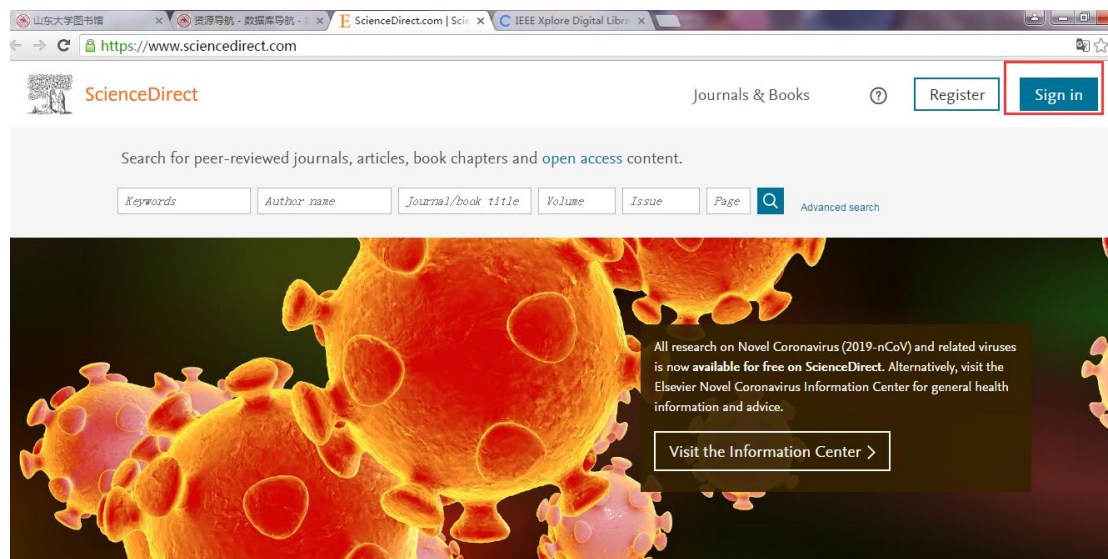 山东大学图书馆
资源导航 - 数据库导航 -
ScienceDirect.com | Scie
IEEE Xplore Digital Libra
https://www.sciencedirect.com
ScienceDirect
Journals & Books
?
Register
Sign in
Search for peer-reviewed journals, articles, book chapters and open access content.
Keywords
Author name
Journal/book title
Volume
Issue
Page
Advanced search
All research on Novel Coronavirus (2019-nCoV) and related viruses
is now available for free on ScienceDirect. Alternatively, visit the
Elsevier Novel Coronavirus Information Center for general health
information and advice.
Visit the Information Center >